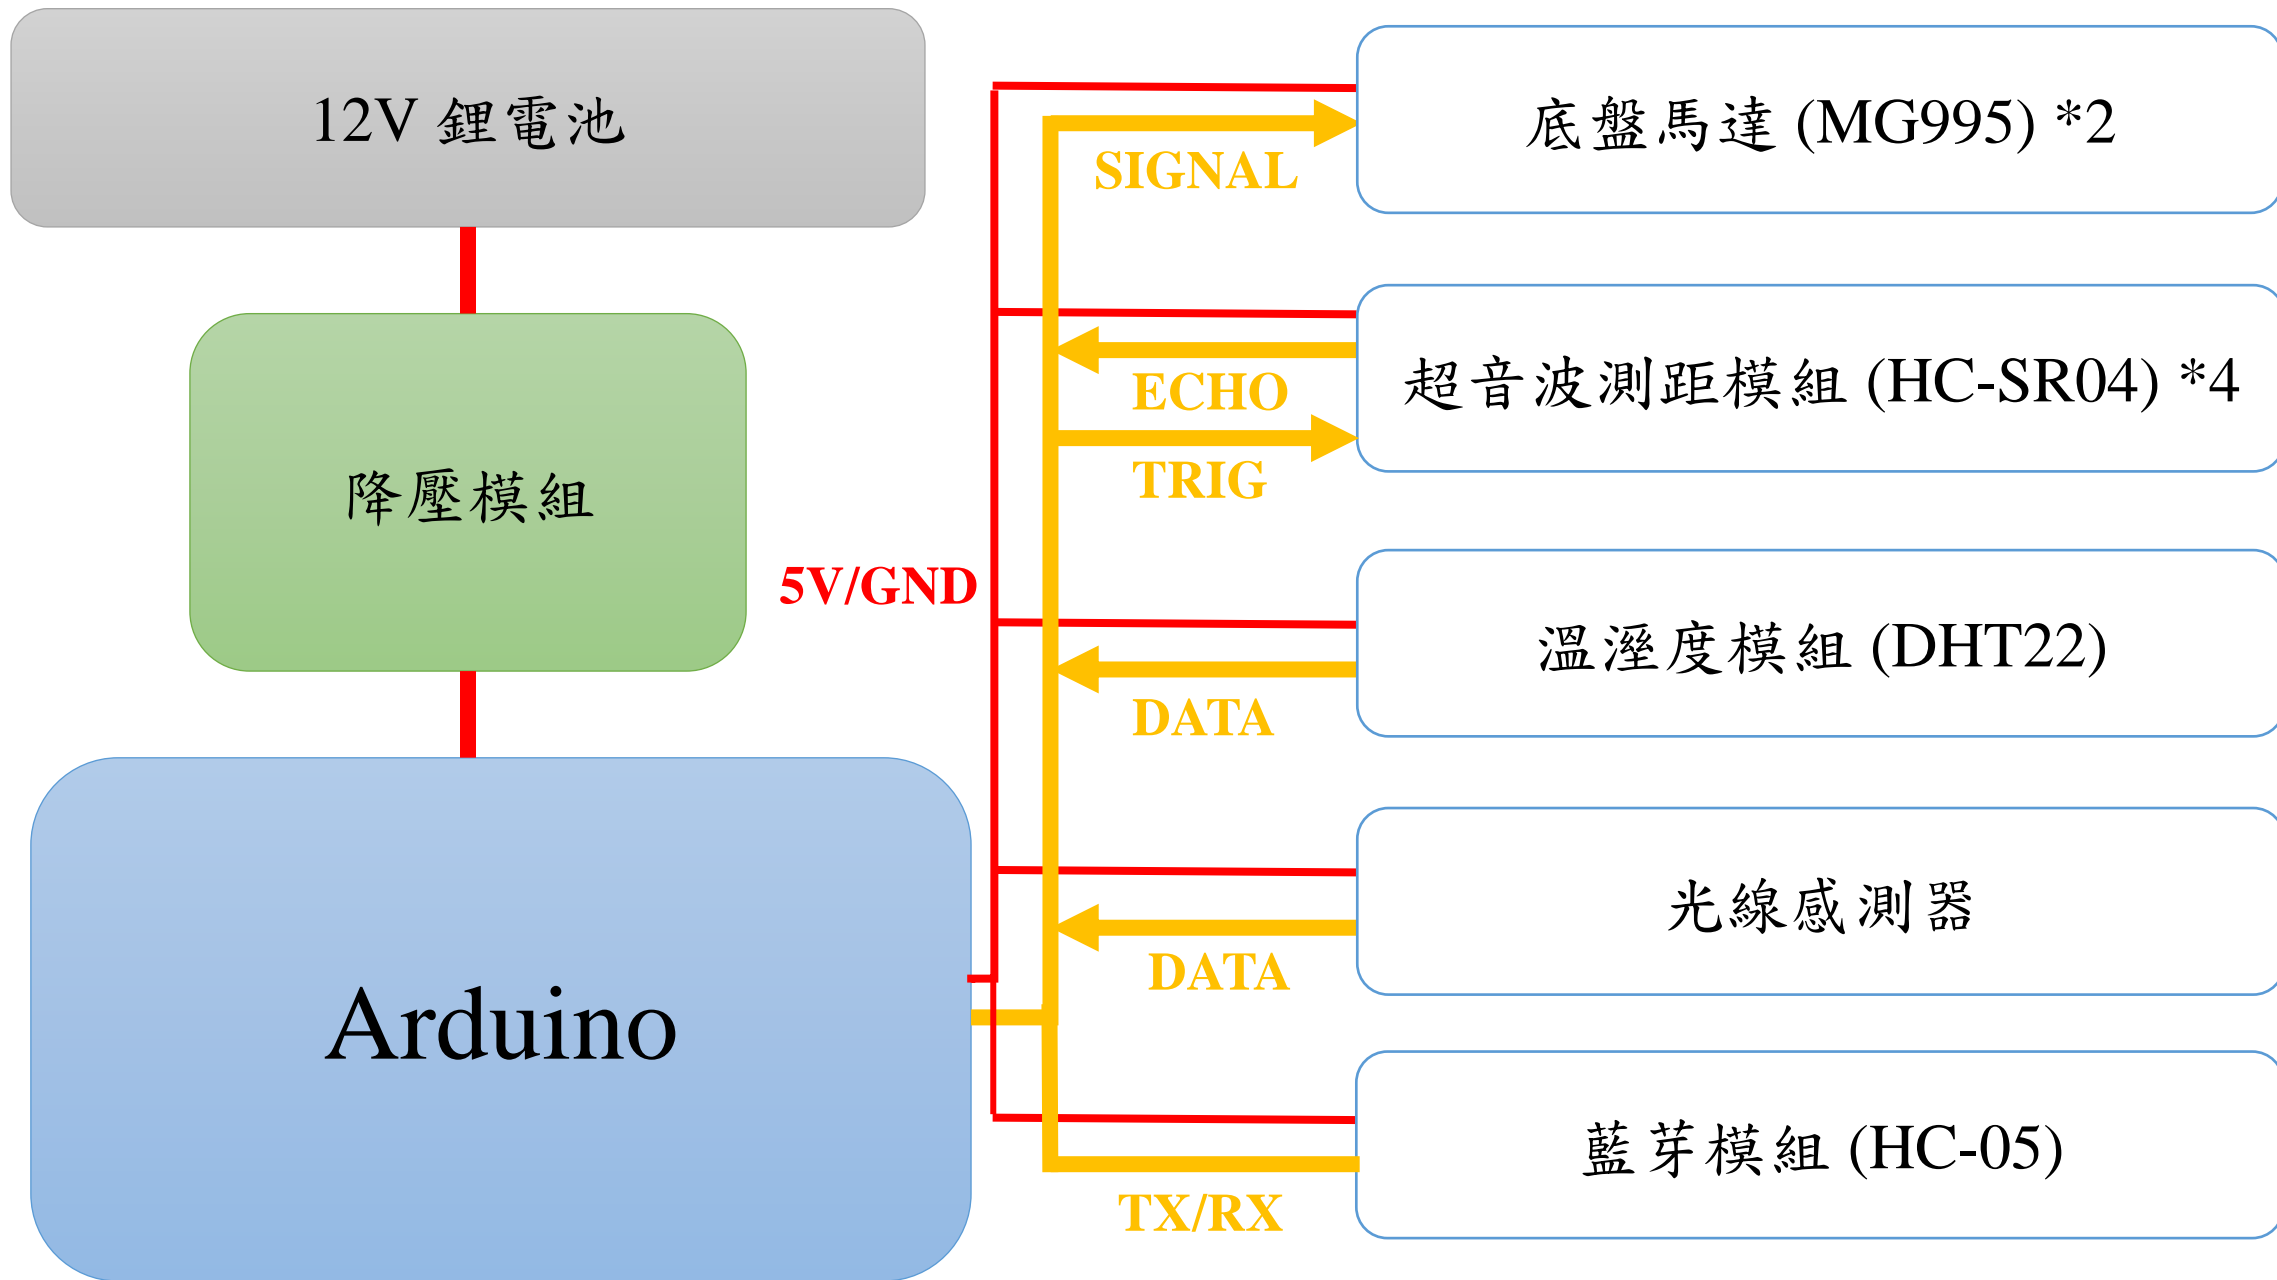 12V 鋰電池
降壓模組
Arduino
5V/GND
底盤馬達 (MG995) *2
SIGNAL
超音波測距模組 (HC-SR04) *4
ECHO
TRIG
溫溼度模組 (DHT22)
DATA
光線感測器
DATA
藍芽模組 (HC-05)
TX/RX